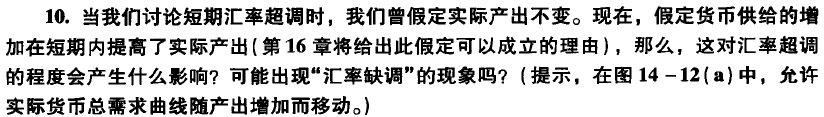 10. 当我们讨论短期汇率超调时，我们曾假定实际产出不变。现在，假定货币供给的增
加在短期内提高了实际产出(第 16 章将给出此假定可以成立的理由)，那么，这对汇率超调
的程度会产生什么影响？可能出现“汇率缺调”的现象吗？(提示，在图 14 -12(a)中，允许
实际货币总需求曲线随产出增加而移动。)